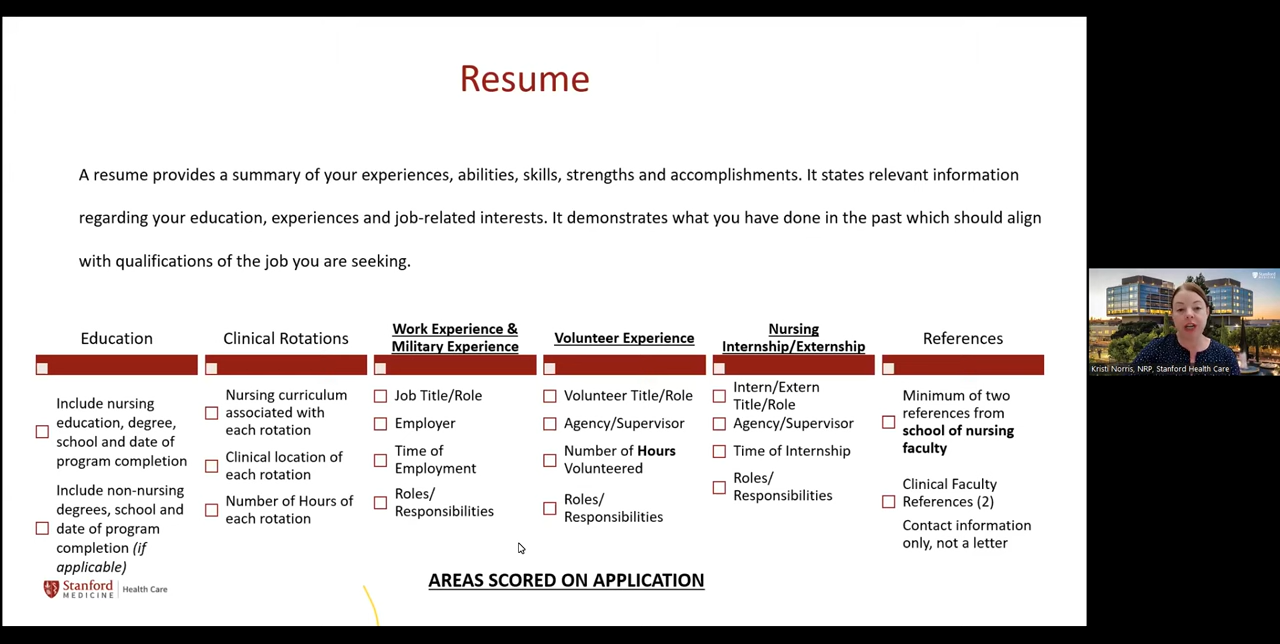 Resume
A resume provides a summary of your experiences, abilities, skills, strengths and accomplishments. It states relevant information
regarding your education, experiences and job-related interests. It demonstrates what you have done in the past which should align
with qualifications of the job you are seeking.
Education
Include nursing
education, degree,
school and date of
program completion
Include non-nursing
degrees, school and
date of program
completion (if
applicable)
Clinical Rotations
Nursing curriculum
associated with
each rotation
Clinical location of
each rotation
Number of Hours of
each rotation
Work Experience &
Military Experience
Job Title/Role
Employer
Time of
Employment
Roles/
Responsibilities
Volunteer Experience
Volunteer Title/Role
Agency/Supervisor
Number of Hours
Volunteered
Roles/
Responsibilities
Nursing
Internship/Externship
Intern/Extern
Title/Role
Agency/Supervisor
Time of Internship
Roles/
Responsibilities
References
Minimum of two
references from
school of nursing
faculty
Clinical Faculty
References (2)
Contact information
only, not a letter
AREAS SCORED ON APPLICATION
Stanford
MEDICINE
Health Care
Kristi Norris, NRP, Stanford Health Care